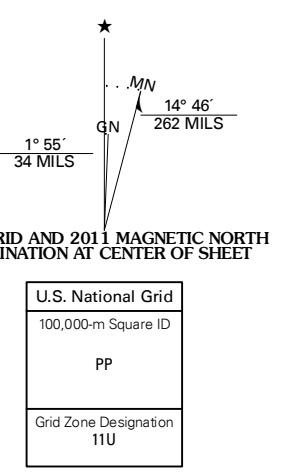 ★
MN
GN
14° 46´
262 MILS
1° 55´
34 MILS
RID AND 2011 MAGNETIC NORTH
INATION AT CENTER OF SHEET
U.S. National Grid
100,000-m Square ID
PP
Grid Zone Designation
11U